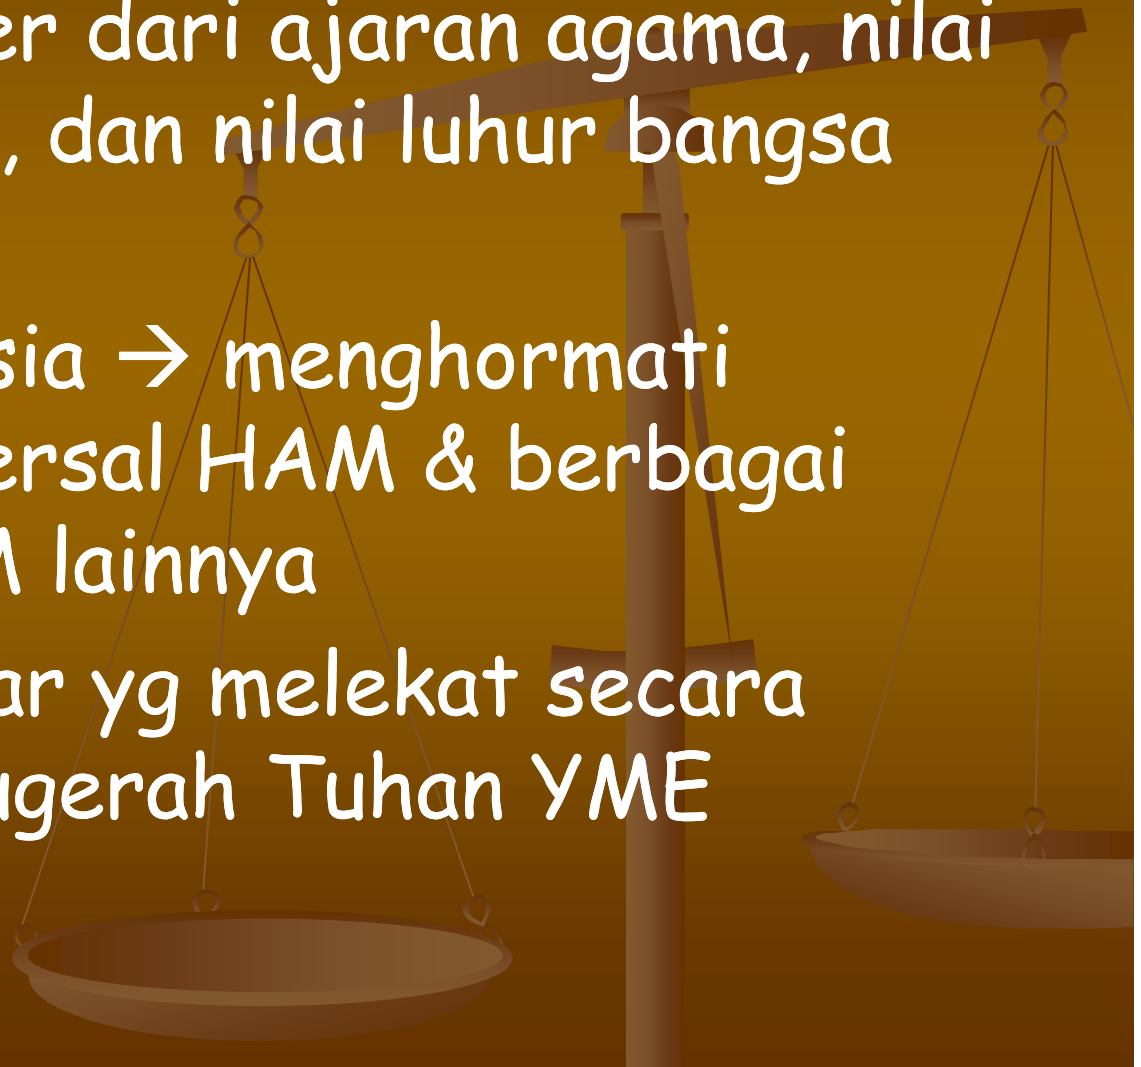 er dari ajaran agama, nilai
, dan nilai luhur bangsa
sia → menghormati
ersal HAM & berbagai
M lainnya
ar yg melekat secara
ugerah Tuhan YME